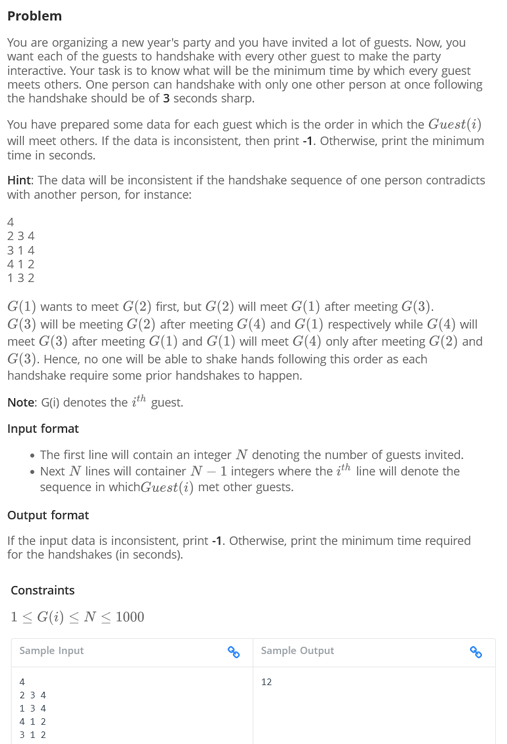 Problem
You are organizing a new year's party and you have invited a lot of guests. Now, you
want each of the guests to handshake with every other guest to make the party
interactive. Your task is to know what will be the minimum time by which every guest
meets others. One person can handshake with only one other person at once following
the handshake should be of 3 seconds sharp.
You have prepared some data for each guest which is the order in which the Guest(i)
will meet others. If the data is inconsistent, then print -1. Otherwise, print the minimum
time in seconds.
Hint: The data will be inconsistent if the handshake sequence of one person contradicts
with another person, for instance:
4
2 3 4
3 1 4
4 1 2
1 3 2
G(1) wants to meet G(2) first, but G(2) will meet G(1) after meeting G(3).
G(3) will be meeting G(2) after meeting G(4) and G(1) respectively while G(4) will
meet G(3) after meeting G(1) and G(1) will meet G(4) only after meeting G(2) and
G(3). Hence, no one will be able to shake hands following this order as each
handshake require some prior handshakes to happen.
Note: G(i) denotes the i^th guest.
Input format
• The first line will contain an integer N denoting the number of guests invited.
• Next N lines will container N − 1 integers where the i^th line will denote the
sequence in whichGuest(i) met other guests.
Output format
If the input data is inconsistent, print -1. Otherwise, print the minimum time required
for the handshakes (in seconds).
Constraints
1 ≤ G(i) ≤ N ≤ 1000
Sample Input
4
2 3 4
1 3 4
4 1 2
3 1 2
Sample Output
12